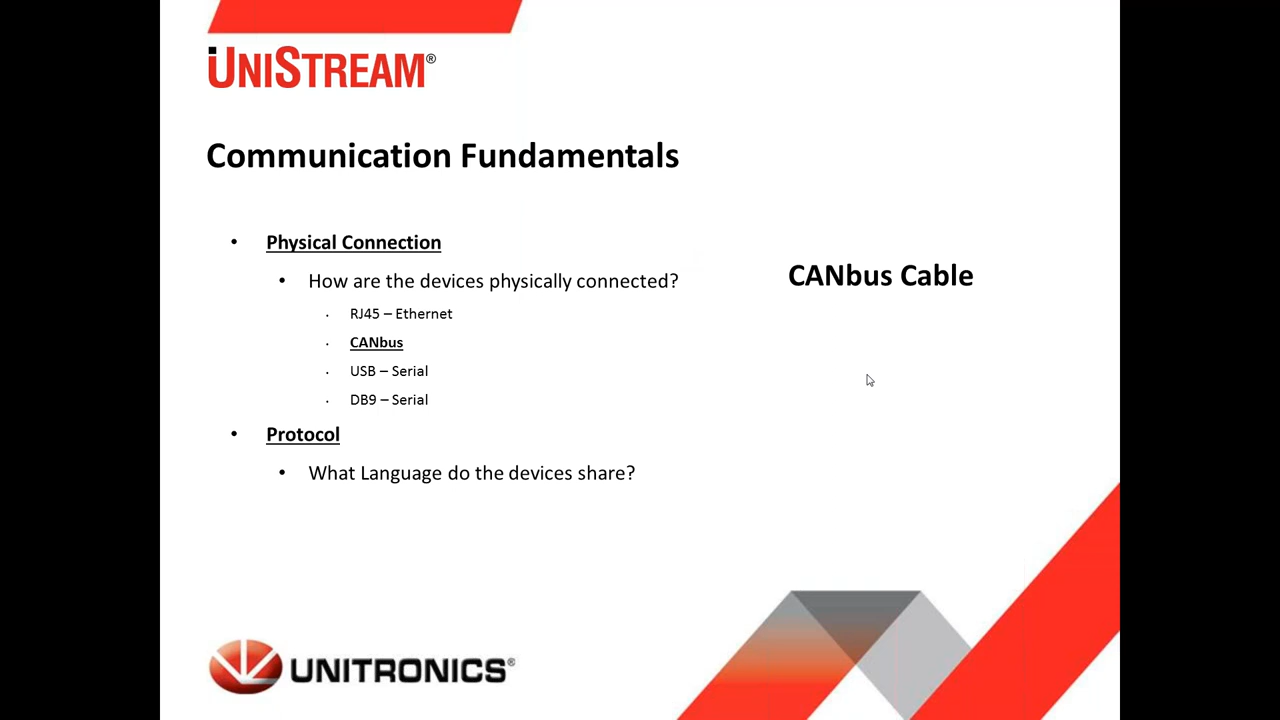 UNISTREAM®
Communication Fundamentals
• Physical Connection
• How are the devices physically connected?
• RJ45 – Ethernet
• CANbus
• USB – Serial
• DB9 – Serial
• Protocol
• What Language do the devices share?
CANbus Cable
UNITRONICS®